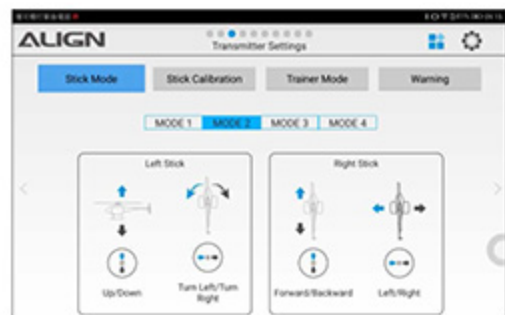 ALIGN
Transmitter Settings
Stick Mode
Stick Calibration
Trainer Mode
Warning
MODE 1
MODE 2
MODE 3
MODE 4
Left Stick
Right Stick
Up/Down
Turn Left/Turn
Right
Forward/Backward
Left/Right